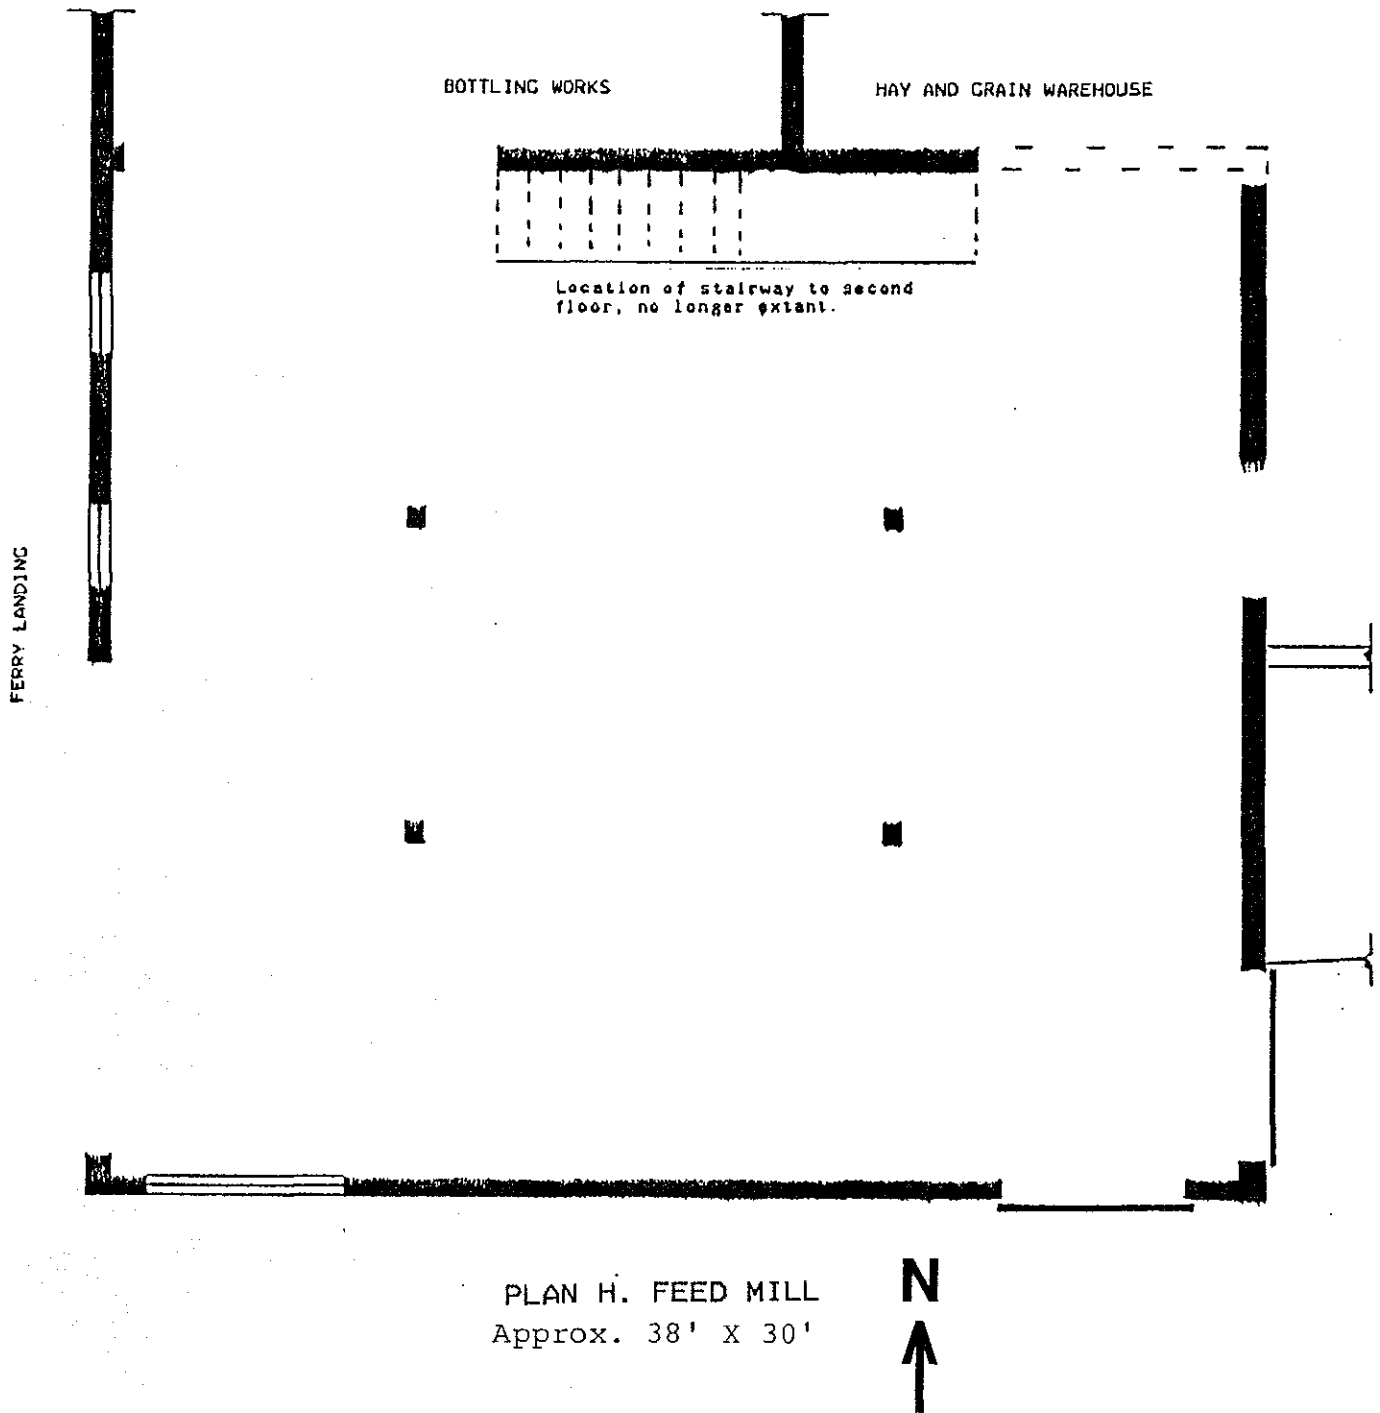 BOTTLING WORKS
HAY AND GRAIN WAREHOUSE
Location of stairway to second
floor, no longer extant.
FERRY LANDING
PLAN H. FEED MILL
Approx. 38' X 30'
N